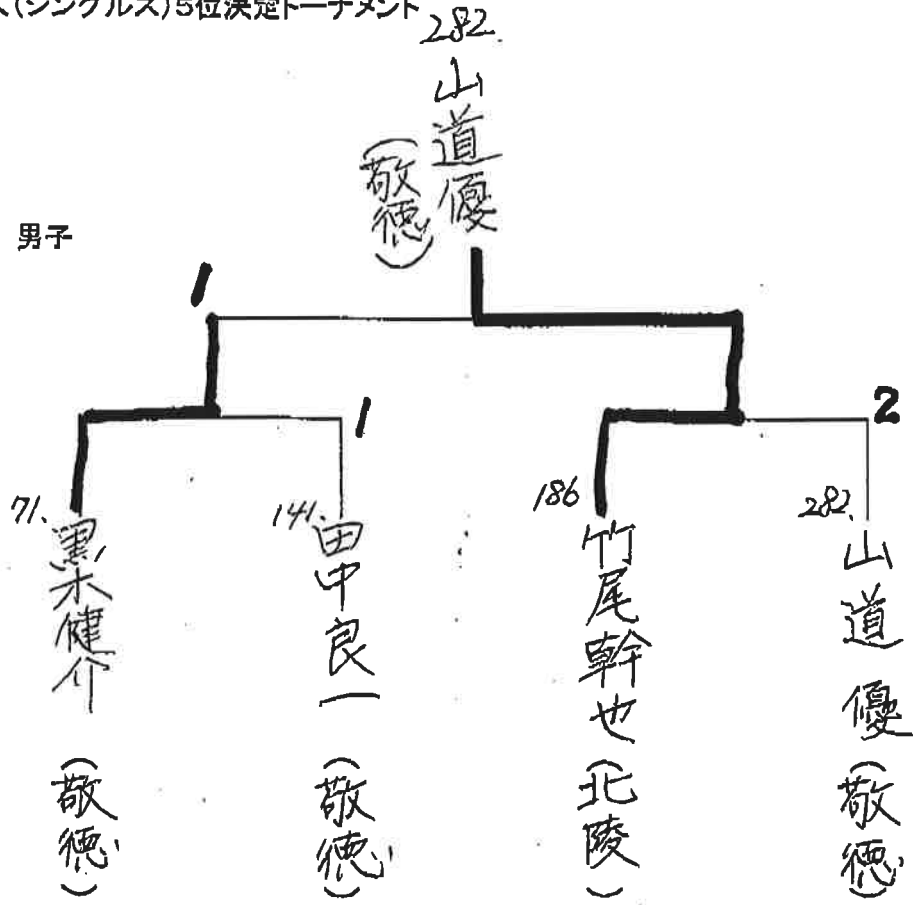 (シングルス)5位決定トーナメント
282.
山道優
(敬徳)
男子
1
1
2
71.
黒木健介(敬徳)
141.
田中良一(敬徳)
186
竹尾幹也(北陵)
282.
山道優(敬徳)